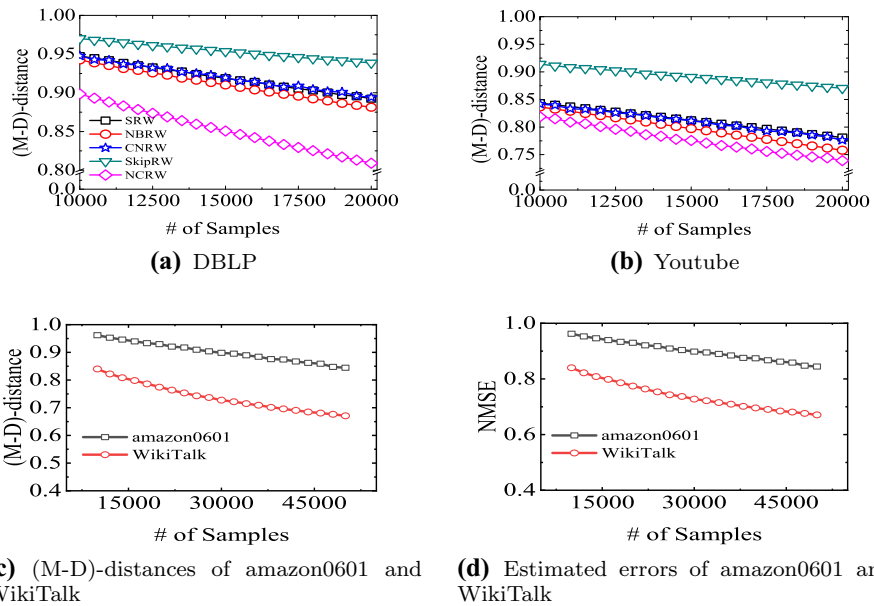 1.00
0.95
0.90
0.85
0.80
0.0
(M-D)-distance
SRW
NBRW
CNRW
SkipRW
NCRW
10000 12500 15000 17500 20000
# of Samples
(a) DBLP
1.00
0.95
0.90
0.85
0.80
0.75
0.0
(M-D)-distance
10000 12500 15000 17500 20000
# of Samples
(b) Youtube
1.0
0.9
0.8
0.7
0.6
0.5
0.4
(M-D)-distance
amazon0601
WikiTalk
15000 30000 45000
# of Samples
c) (M-D)-distances of amazon0601 and
WikiTalk
1.0
0.8
0.6
0.4
NMSE
amazon0601
WikiTalk
15000 30000 45000
# of Samples
(d) Estimated errors of amazon0601 an
WikiTalk